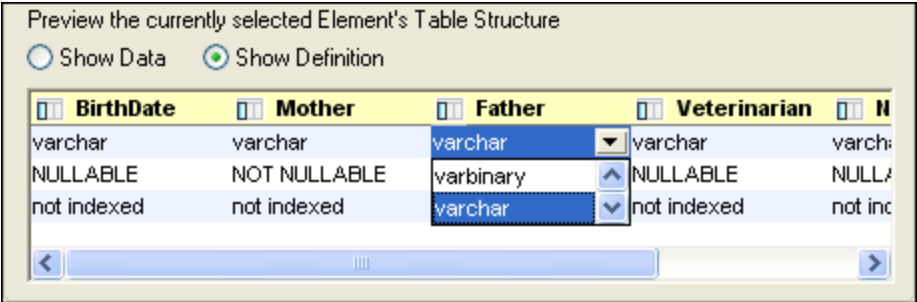 Preview the currently selected Element's Table Structure
Show Data Show Definition
BirthDate Mother Father Veterinarian
varchar varchar varchar varchar
NULLABLE NOT NULLABLE varbinary NULLABLE
not indexed not indexed varchar not indexed